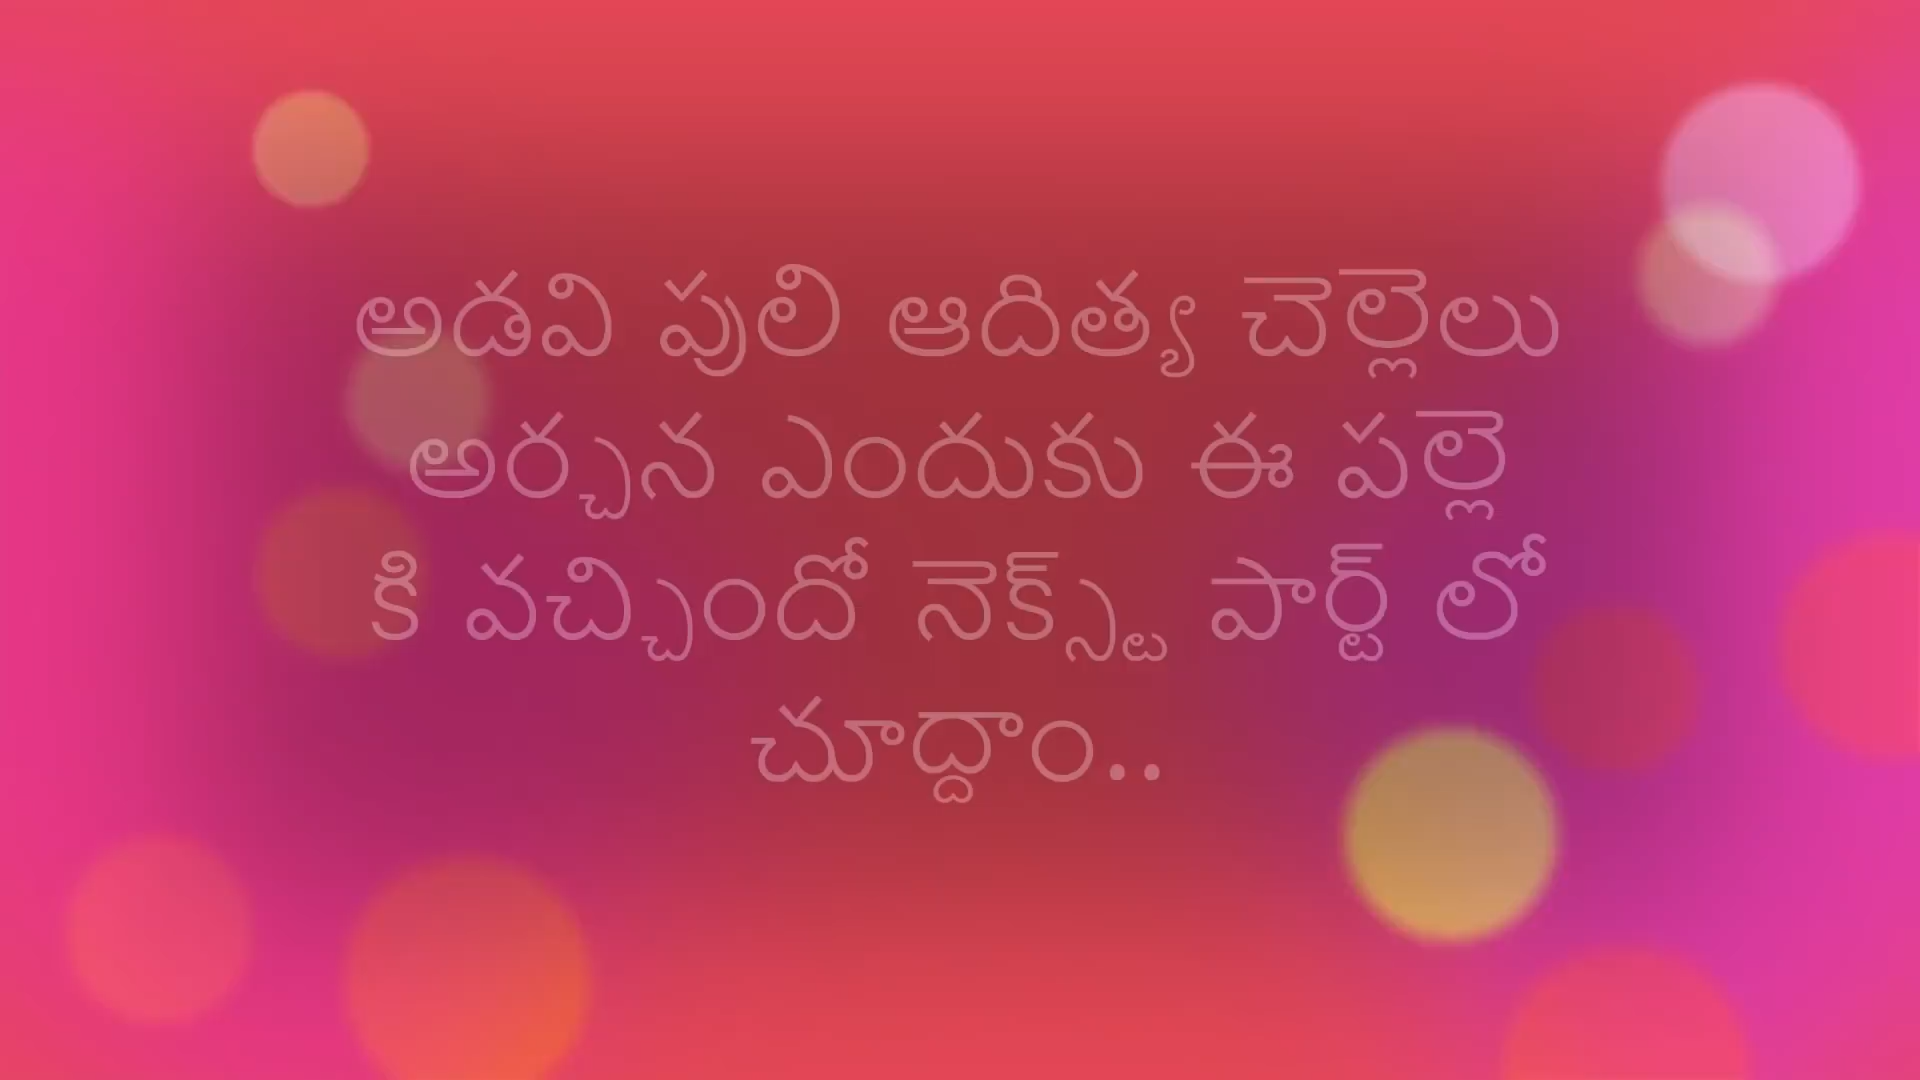 అడవి పులి ఆదిత్య చెల్లెలు
అర్చన ఎందుకు ఈ పల్లె
కి వచ్చిందో నెక్స్ట్ పార్ట్ లో
చూద్దాం..